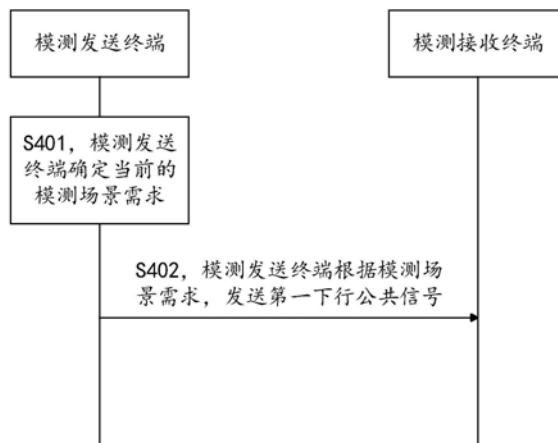 模测发送终端
模测接收终端
S401，模测发送
终端确定当前的
模测场景需求
S402，模测发送终端根据模测场
景需求，发送第一下行公共信号